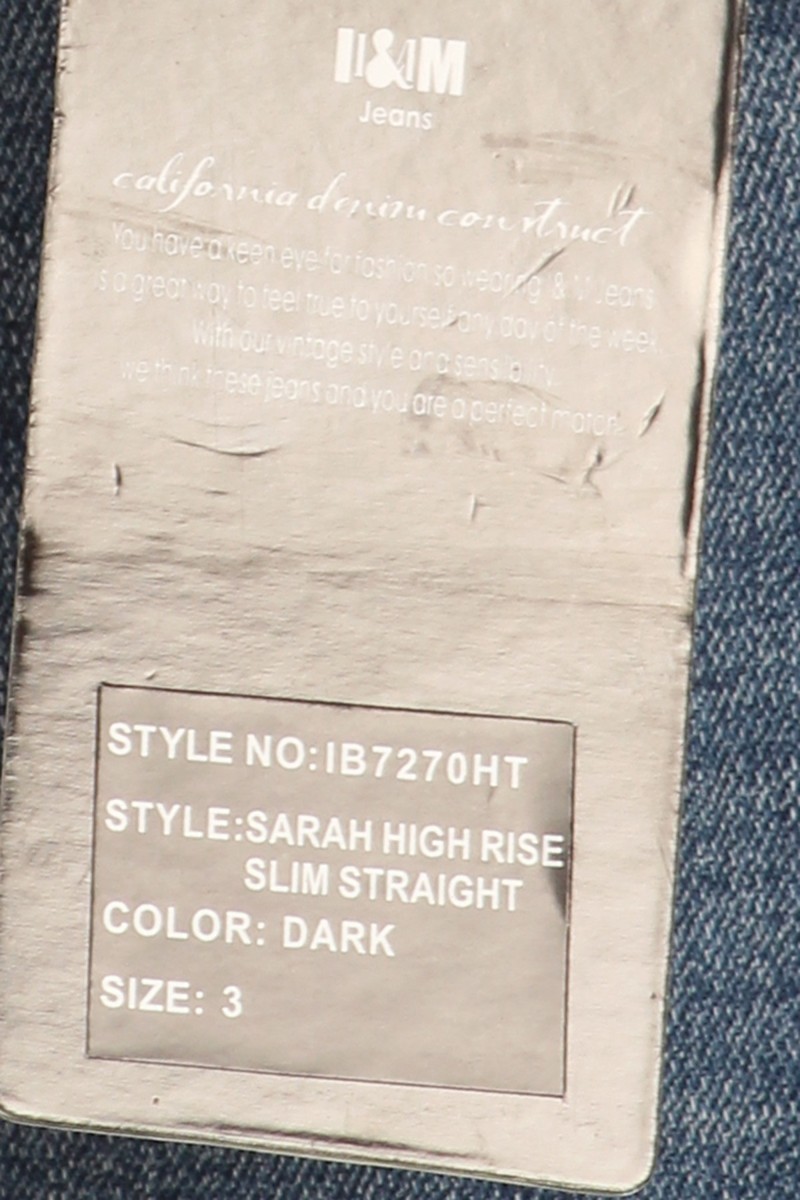 I&M
Jeans
california denim construct
You have a keen eye for fashion so wearing I & M Jeans
is a great way to feel true to yourself any day of the week.
With our vintage style and sensibility,
we think these jeans and you are a perfect match!
STYLE NO:IB7270HT
STYLE:SARAH HIGH RISE
SLIM STRAIGHT
COLOR: DARK
SIZE: 3